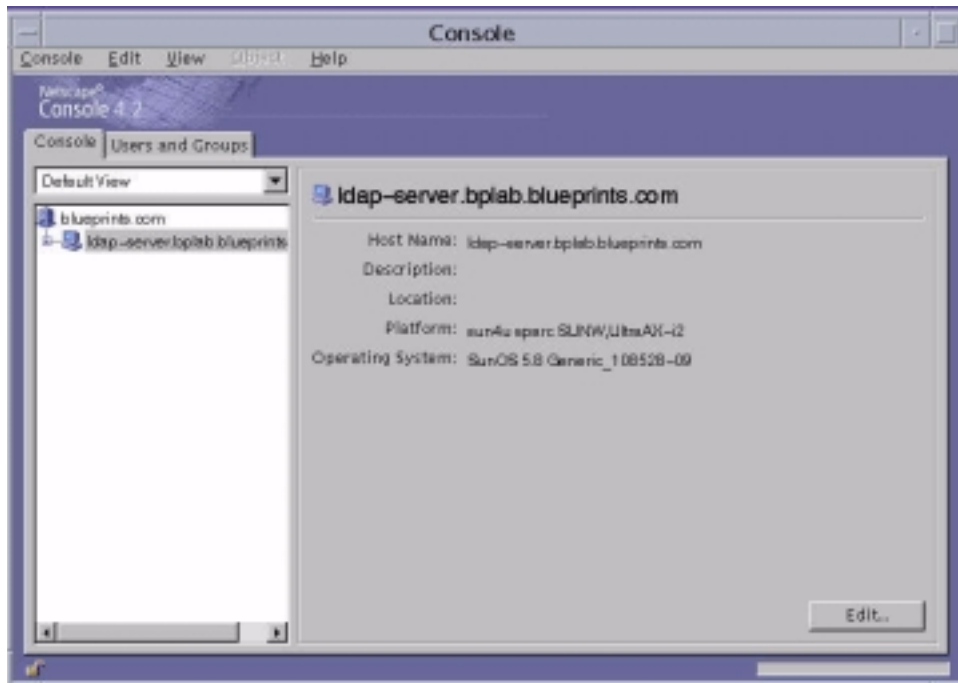 Console
Console Edit View Object Help
Netscape®
Console 4.2
Console Users and Groups
Default View
blueprints.com
ldap-server.bplab.blueprints
ldap-server.bplab.blueprints.com
Host Name: ldap-server.bplab.blueprints.com
Description:
Location:
Platform: sun4u sparc SUNW,UltraAX-i2
Operating System: SunOS 5.8 Generic_108528-09
Edit..